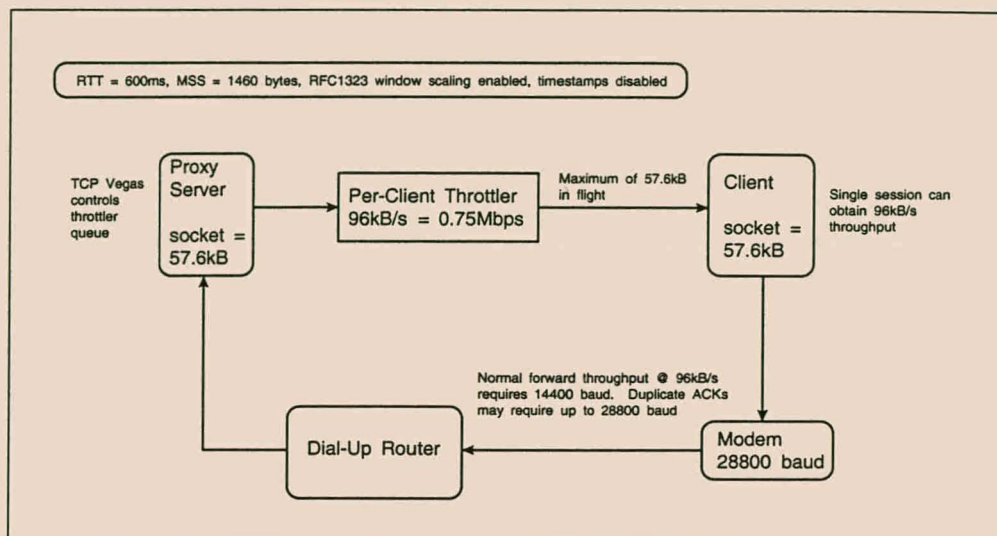 RTT = 600ms, MSS = 1460 bytes, RFC1323 window scaling enabled, timestamps disabled
TCP Vegas
controls
throttler
queue
Proxy
Server
socket =
57.6kB
Per-Client Throttler
96kB/s = 0.75Mbps
Maximum of 57.6kB
in flight
Client
socket =
57.6kB
Single session can
obtain 96kB/s
throughput
Normal forward throughput @ 96kB/s
requires 14400 baud. Duplicate ACKs
may require up to 28800 baud
Dial-Up Router
Modem
28800 baud